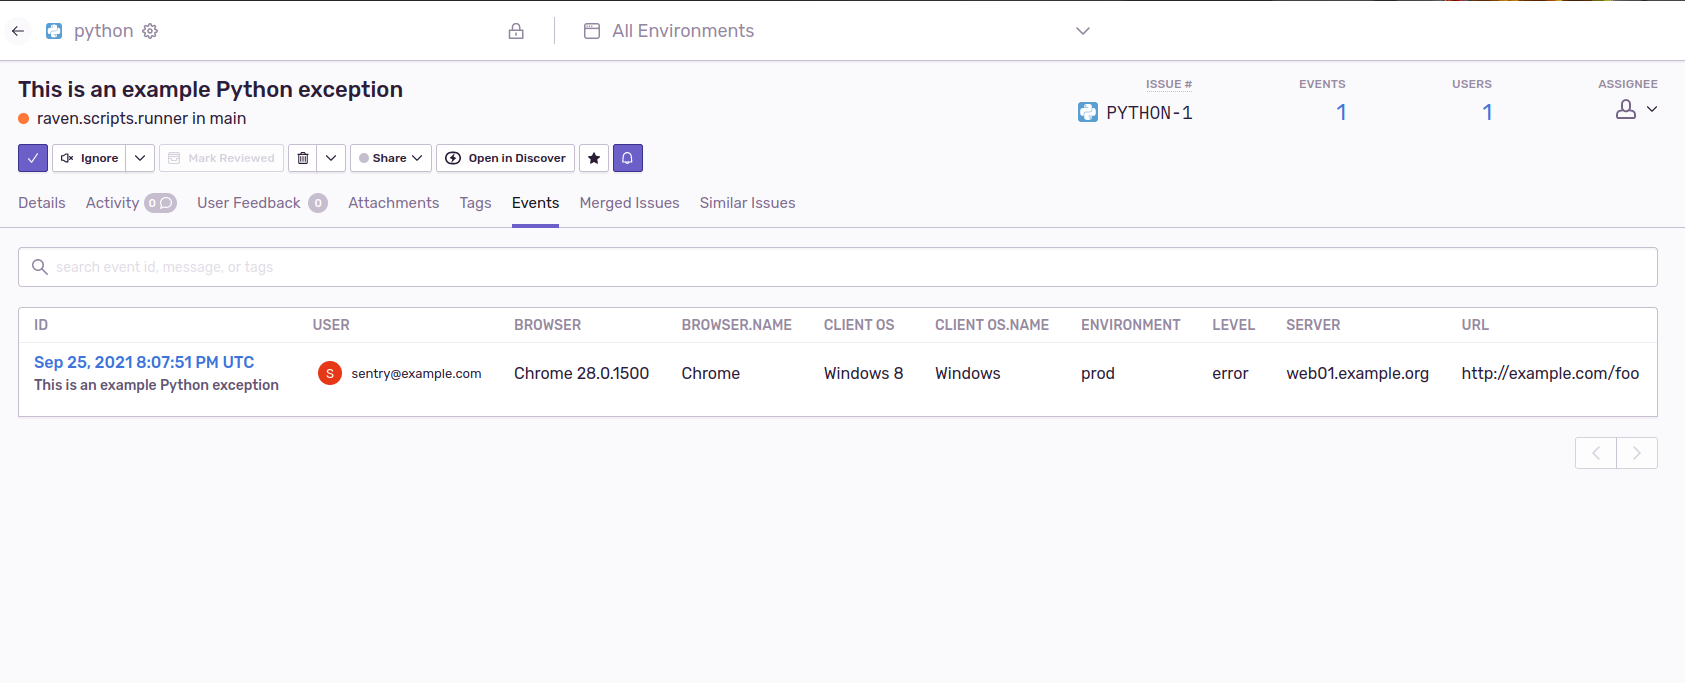 python
All Environments
This is an example Python exception
raven.scripts.runner in main
ISSUE # EVENTS USERS ASSIGNEE
PYTHON-1 1 1
Ignore Mark Reviewed Share Open in Discover
Details Activity 0 User Feedback 0 Attachments Tags Events Merged Issues Similar Issues
search event id, message, or tags
ID USER BROWSER BROWSER.NAME CLIENT OS CLIENT OS.NAME ENVIRONMENT LEVEL SERVER URL
Sep 25, 2021 8:07:51 PM UTC
This is an example Python exception
S sentry@example.com Chrome 28.0.1500 Chrome Windows 8 Windows prod error web01.example.org http://example.com/foo